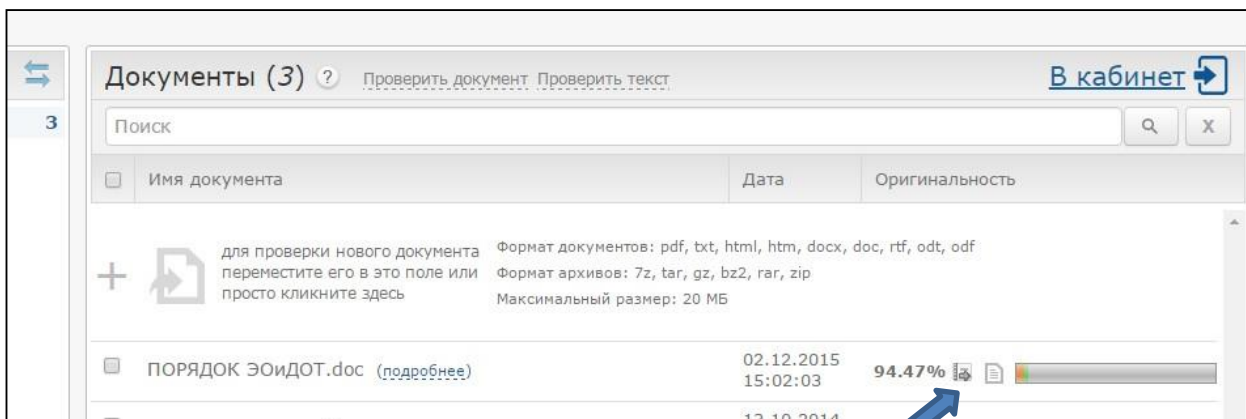 Документы (3) ? Проверить документ Проверить текст В кабинет
3
Поиск X
Имя документа Дата Оригинальность
для проверки нового документа
переместите его в это поле или
просто кликните здесь
Формат документов: pdf, txt, html, htm, docx, doc, rtf, odt, odf
Формат архивов: 7z, tar, gz, bz2, rar, zip
Максимальный размер: 20 МБ
ПОРЯДОК ЭОиДОТ.doc (подробнее) 02.12.2015 94.47%
15:02:03